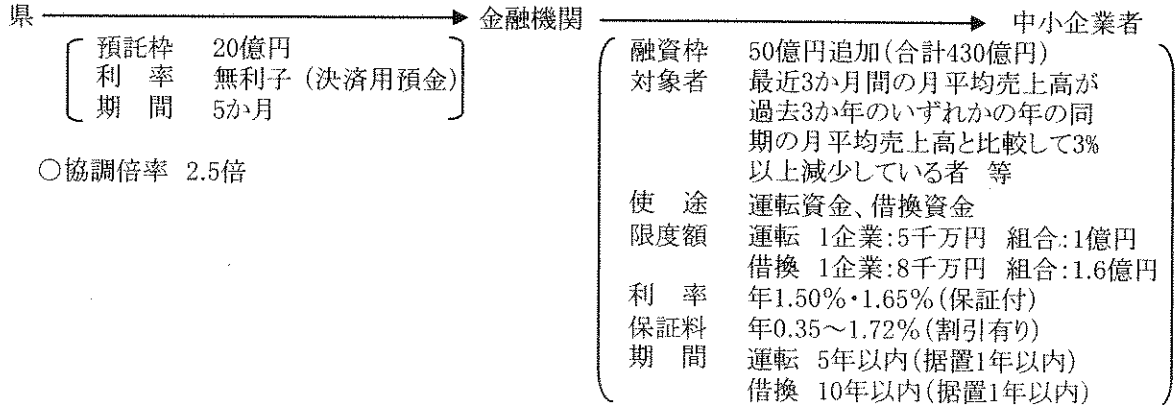 県 金融機関 中小企業者
預託枠 20億円
利 率 無利子(決済用預金)
期 間 5か月
○協調倍率 2.5倍
融資枠 50億円追加(合計430億円)
対象者 最近3か月間の月平均売上高が
過去3か年のいずれかの年の同
期の月平均売上高と比較して3%
以上減少している者 等
使 途 運転資金、借換資金
限度額 運転 1企業:5千万円 組合:1億円
借換 1企業:8千万円 組合:1.6億円
利 率 年1.50%・1.65%(保証付)
保証料 年0.35~1.72%(割引有り)
期 間 運転 5年以内(据置1年以内)
借換 10年以内(据置1年以内)